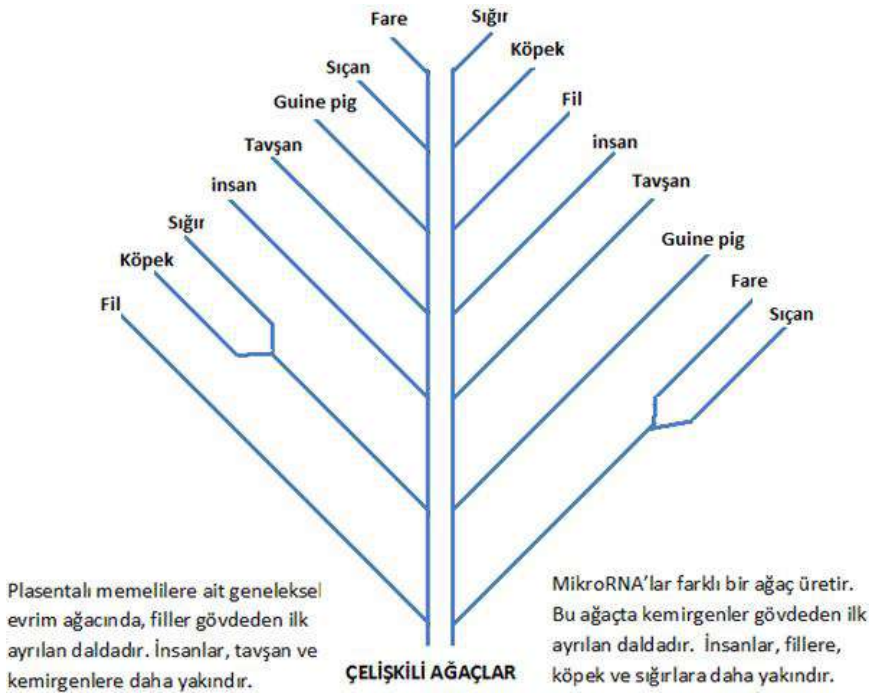 Fare
Sıçan
Guine pig
Tavşan
insan
Sığır
Köpek
Fil
Sığır
Köpek
Fil
insan
Tavşan
Guine pig
Fare
Sıçan
Plasentalı memelilere ait geneleksel
evrim ağacında, filler gövdeden ilk
ayrılan daldadır. İnsanlar, tavşan ve
kemirgenlere daha yakındır.
ÇELİŞKİLİ AĞAÇLAR
MikroRNA'lar farklı bir ağaç üretir.
Bu ağaçta kemirgenler gövdeden ilk
ayrılan daldadır. İnsanlar, fillere,
köpek ve sığırlara daha yakındır.